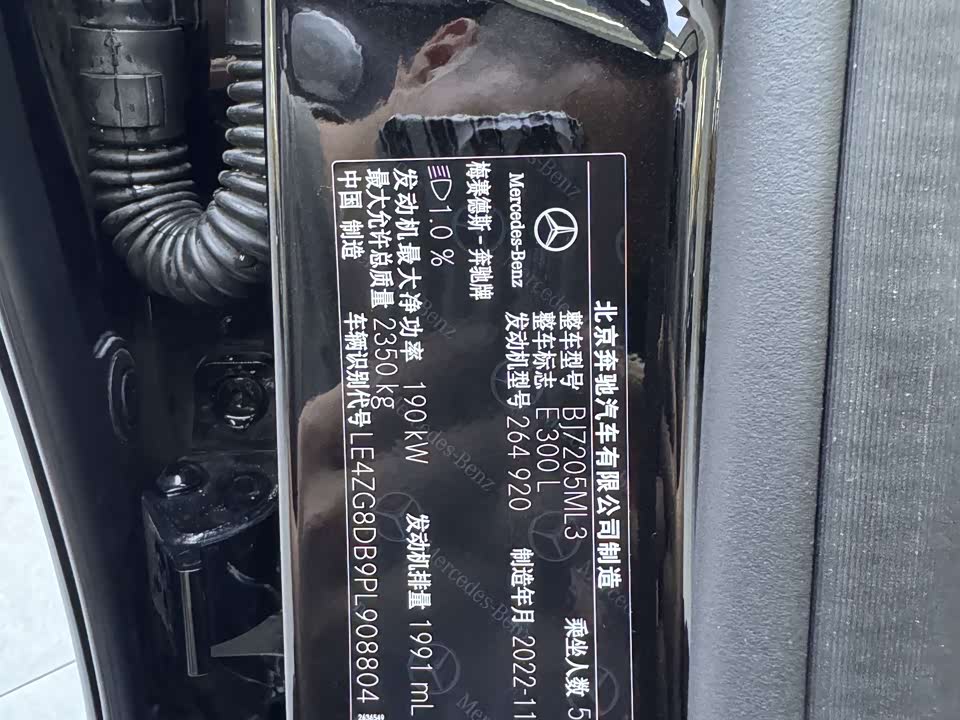 北京奔驰汽车有限公司制造
Mercedes-Benz
梅赛德斯-奔驰牌
整车型号 BJ7205ML3
乘坐人数 5
整车标志 E 300 L
发动机型号 264 920
制造年月 2022-11
1.0 %
发动机最大净功率 190 kW
发动机排量 1991 mL
最大允许总质量 2350 kg
中国 制造
车辆识别代号 LE4ZG8DB9PL908804
2636549